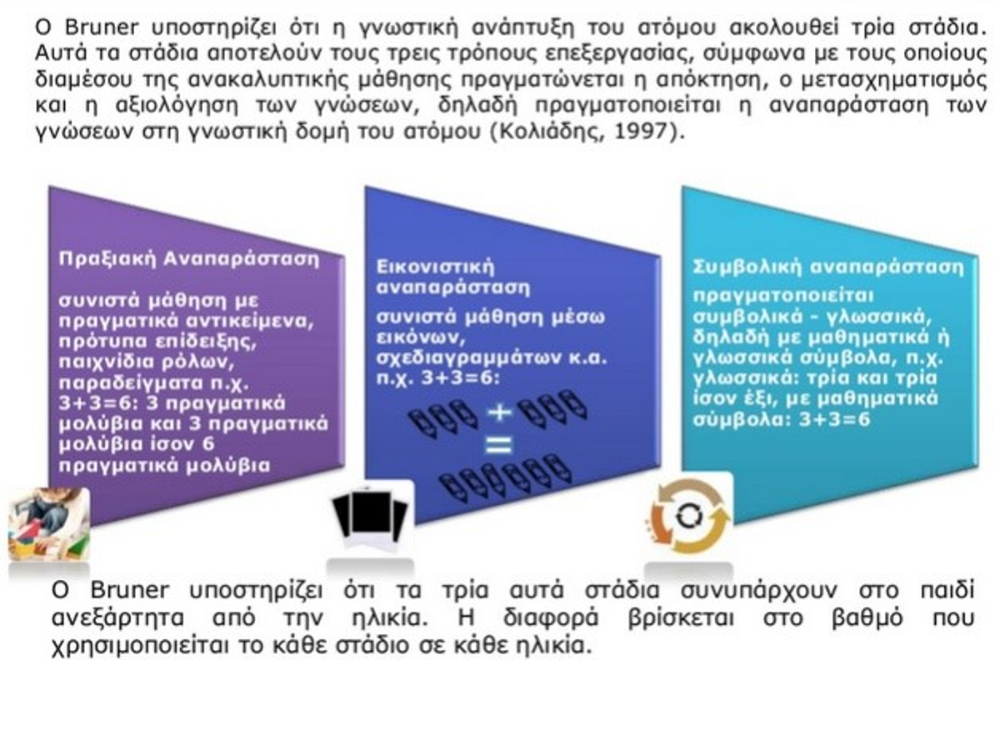 Ο Bruner υποστηρίζει ότι η γνωστική ανάπτυξη του ατόμου ακολουθεί τρία στάδια.
Αυτά τα στάδια αποτελούν τους τρεις τρόπους επεξεργασίας, σύμφωνα με τους οποίους
διαμέσου της ανακαλυπτικής μάθησης πραγματώνεται η απόκτηση, ο μετασχηματισμός
και η αξιολόγηση των γνώσεων, δηλαδή πραγματοποιείται η αναπαράσταση των
γνώσεων στη γνωστική δομή του ατόμου (Κολιάδης, 1997).
Πραξιακή Αναπαράσταση
συνιστά μάθηση με
πραγματικά αντικείμενα,
πρότυπα επίδειξης,
παιχνίδια ρόλων,
παραδείγματα π.χ.
3+3=6: 3 πραγματικά
μολύβια και 3 πραγματικά
μολύβια ίσον 6
πραγματικά μολύβια
Εικονιστική
αναπαράσταση
συνιστά μάθηση μέσω
εικόνων,
σχεδιαγραμμάτων κ.α.
π.χ. 3+3=6:
+
=
Συμβολική αναπαράσταση
πραγματοποιείται
συμβολικά - γλωσσικά,
δηλαδή με μαθηματικά ή
γλωσσικά σύμβολα, π.χ.
γλωσσικά: τρία και τρία
ίσον έξι, με μαθηματικά
σύμβολα: 3+3=6
Ο Bruner υποστηρίζει ότι τα τρία αυτά στάδια συνυπάρχουν στο παιδί
ανεξάρτητα από την ηλικία. Η διαφορά βρίσκεται στο βαθμό που
χρησιμοποιείται το κάθε στάδιο σε κάθε ηλικία.